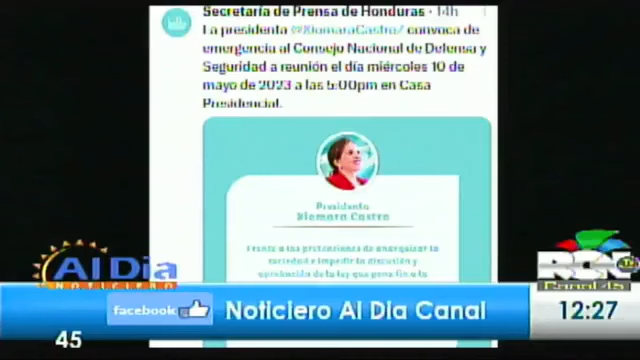 Secretaría de Prensa de Honduras · 14h
La presidenta @XiomaraCastroZ convoca de
emergencia al Consejo Nacional de Defensa y
Seguridad a reunión el día miércoles 10 de
mayo de 2023 a las 5:00pm en Casa
Presidencial.
Presidenta
Xiomara Castro
Frente a las pretensiones de anarquizar la
sociedad e impedir la discusión y
aprobación de la ley que pone fin a la
Al Dia
NOTICIERO
RCN
TV
Canal 45
facebook
Noticiero Al Dia Canal
12:27
45